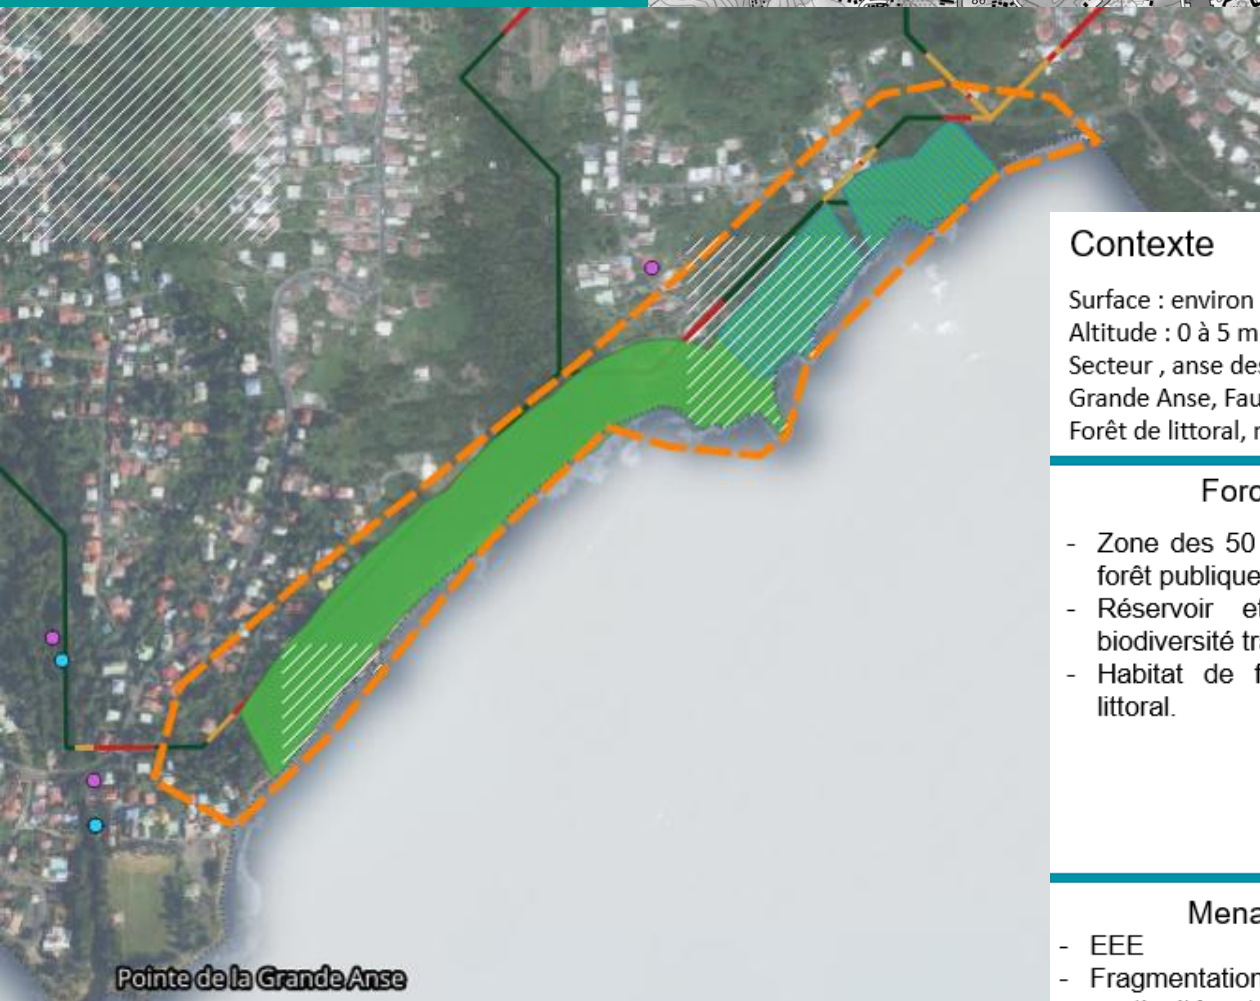 Contexte
Surface : environ
Altitude : 0 à 5 m
Secteur , anse des
Grande Anse, Fau
Forêt de littoral,
Forc
- Zone des 50
forêt publique
- Réservoir et
biodiversité tr
- Habitat de f
littoral.
Mena
- EEE
- Fragmentation
Pointe de la Grande Anse